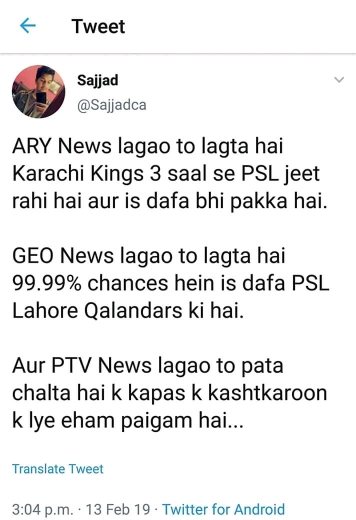 Tweet
Sajjad
@Sajjadca
ARY News lagao to lagta hai
Karachi Kings 3 saal se PSL jeet
rahi hai aur is dafa bhi pakka hai.
GEO News lagao to lagta hai
99.99% chances hein is dafa PSL
Lahore Qalandars ki hai.
Aur PTV News lagao to pata
chalta hai k kapas k kashtkaroon
k lye eham paigam hai...
Translate Tweet
3:04 p.m. · 13 Feb 19 · Twitter for Android